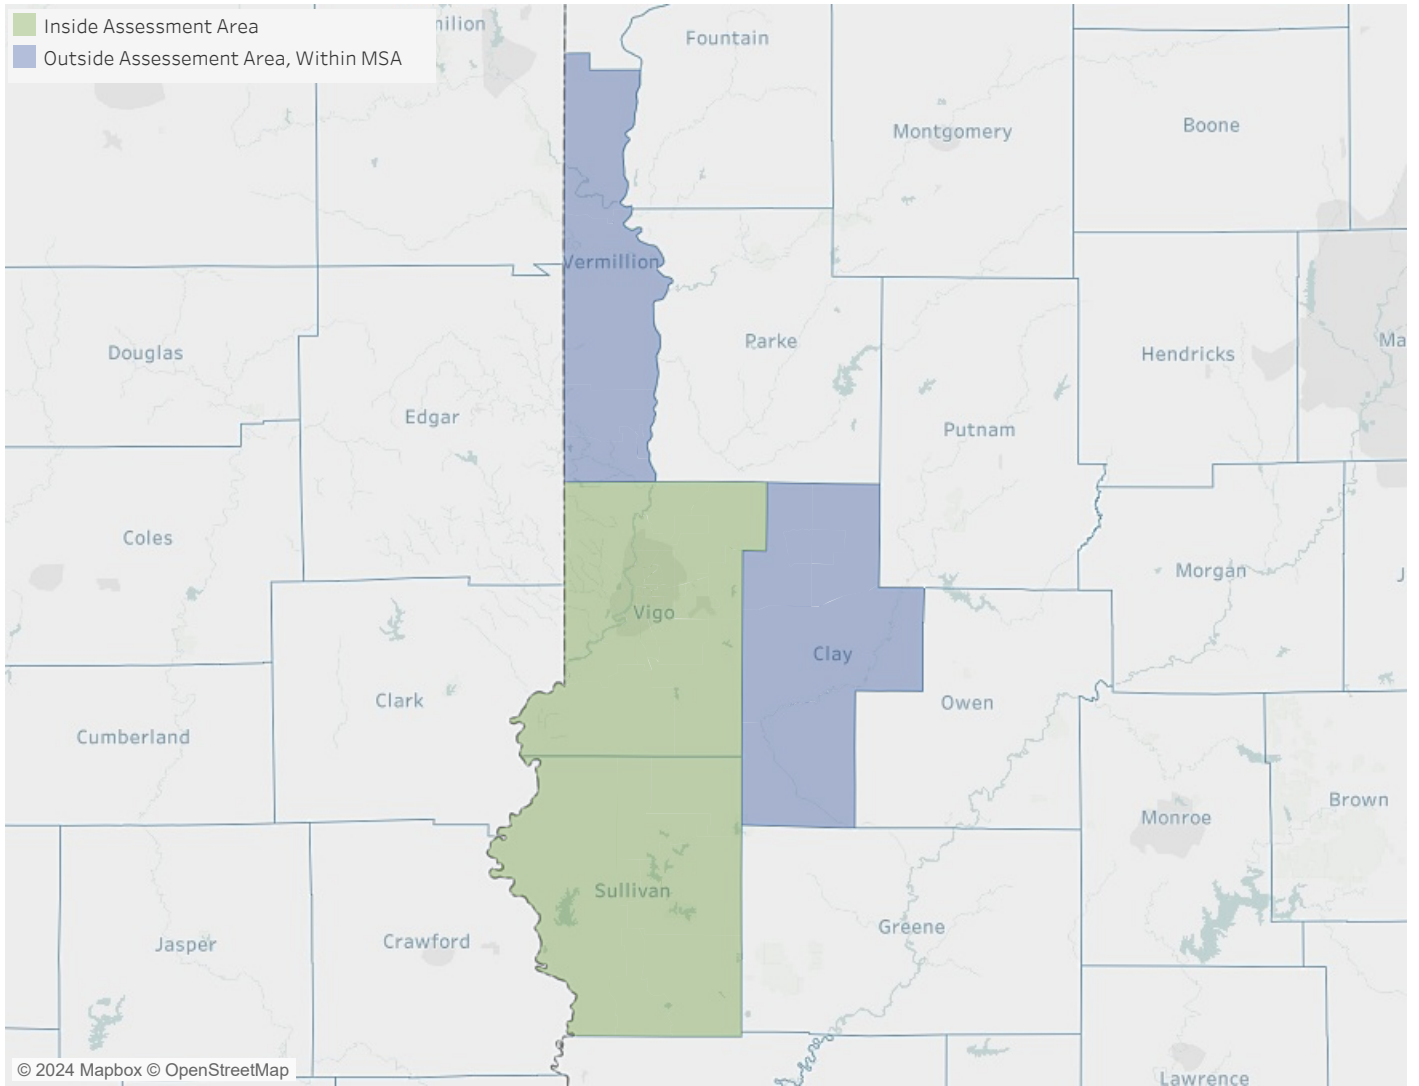 Inside Assessment Area
Outside Assessement Area, Within MSA
Fountain
Montgomery
Boone
Vermillion
Douglas
Edgar
Parke
Putnam
Hendricks
Coles
Vigo
Clay
Morgan
Clark
Owen
Cumberland
Monroe
Brown
Sullivan
Jasper
Crawford
Greene
Lawrence
© 2024 Mapbox © OpenStreetMap